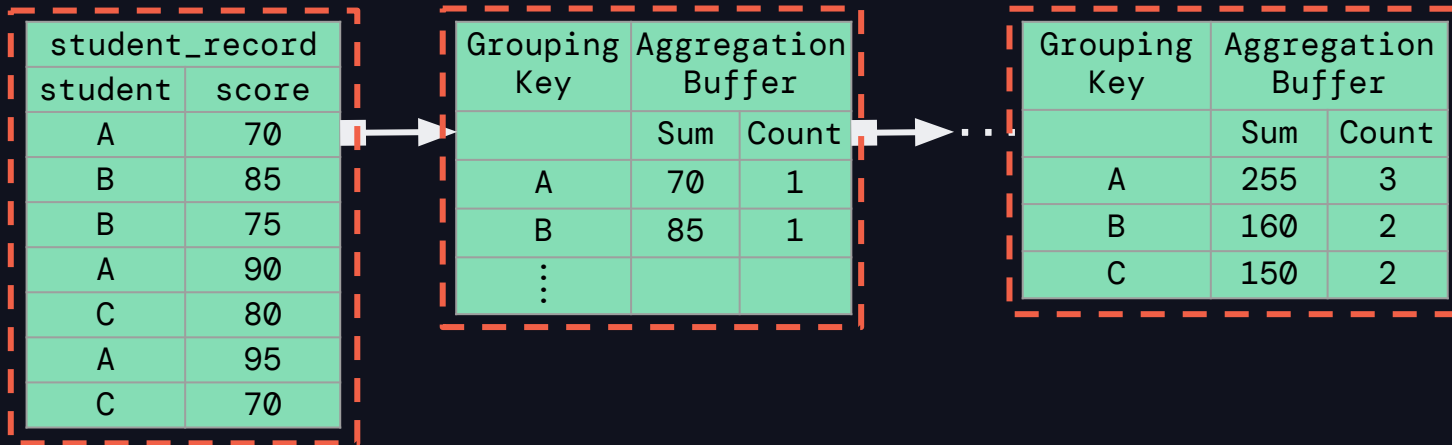 student_record
student score
A 70
B 85
B 75
A 90
C 80
A 95
C 70
Grouping Key Aggregation Buffer
Sum Count
A 70 1
B 85 1
⋮
Grouping Key Aggregation Buffer
Sum Count
A 255 3
B 160 2
C 150 2